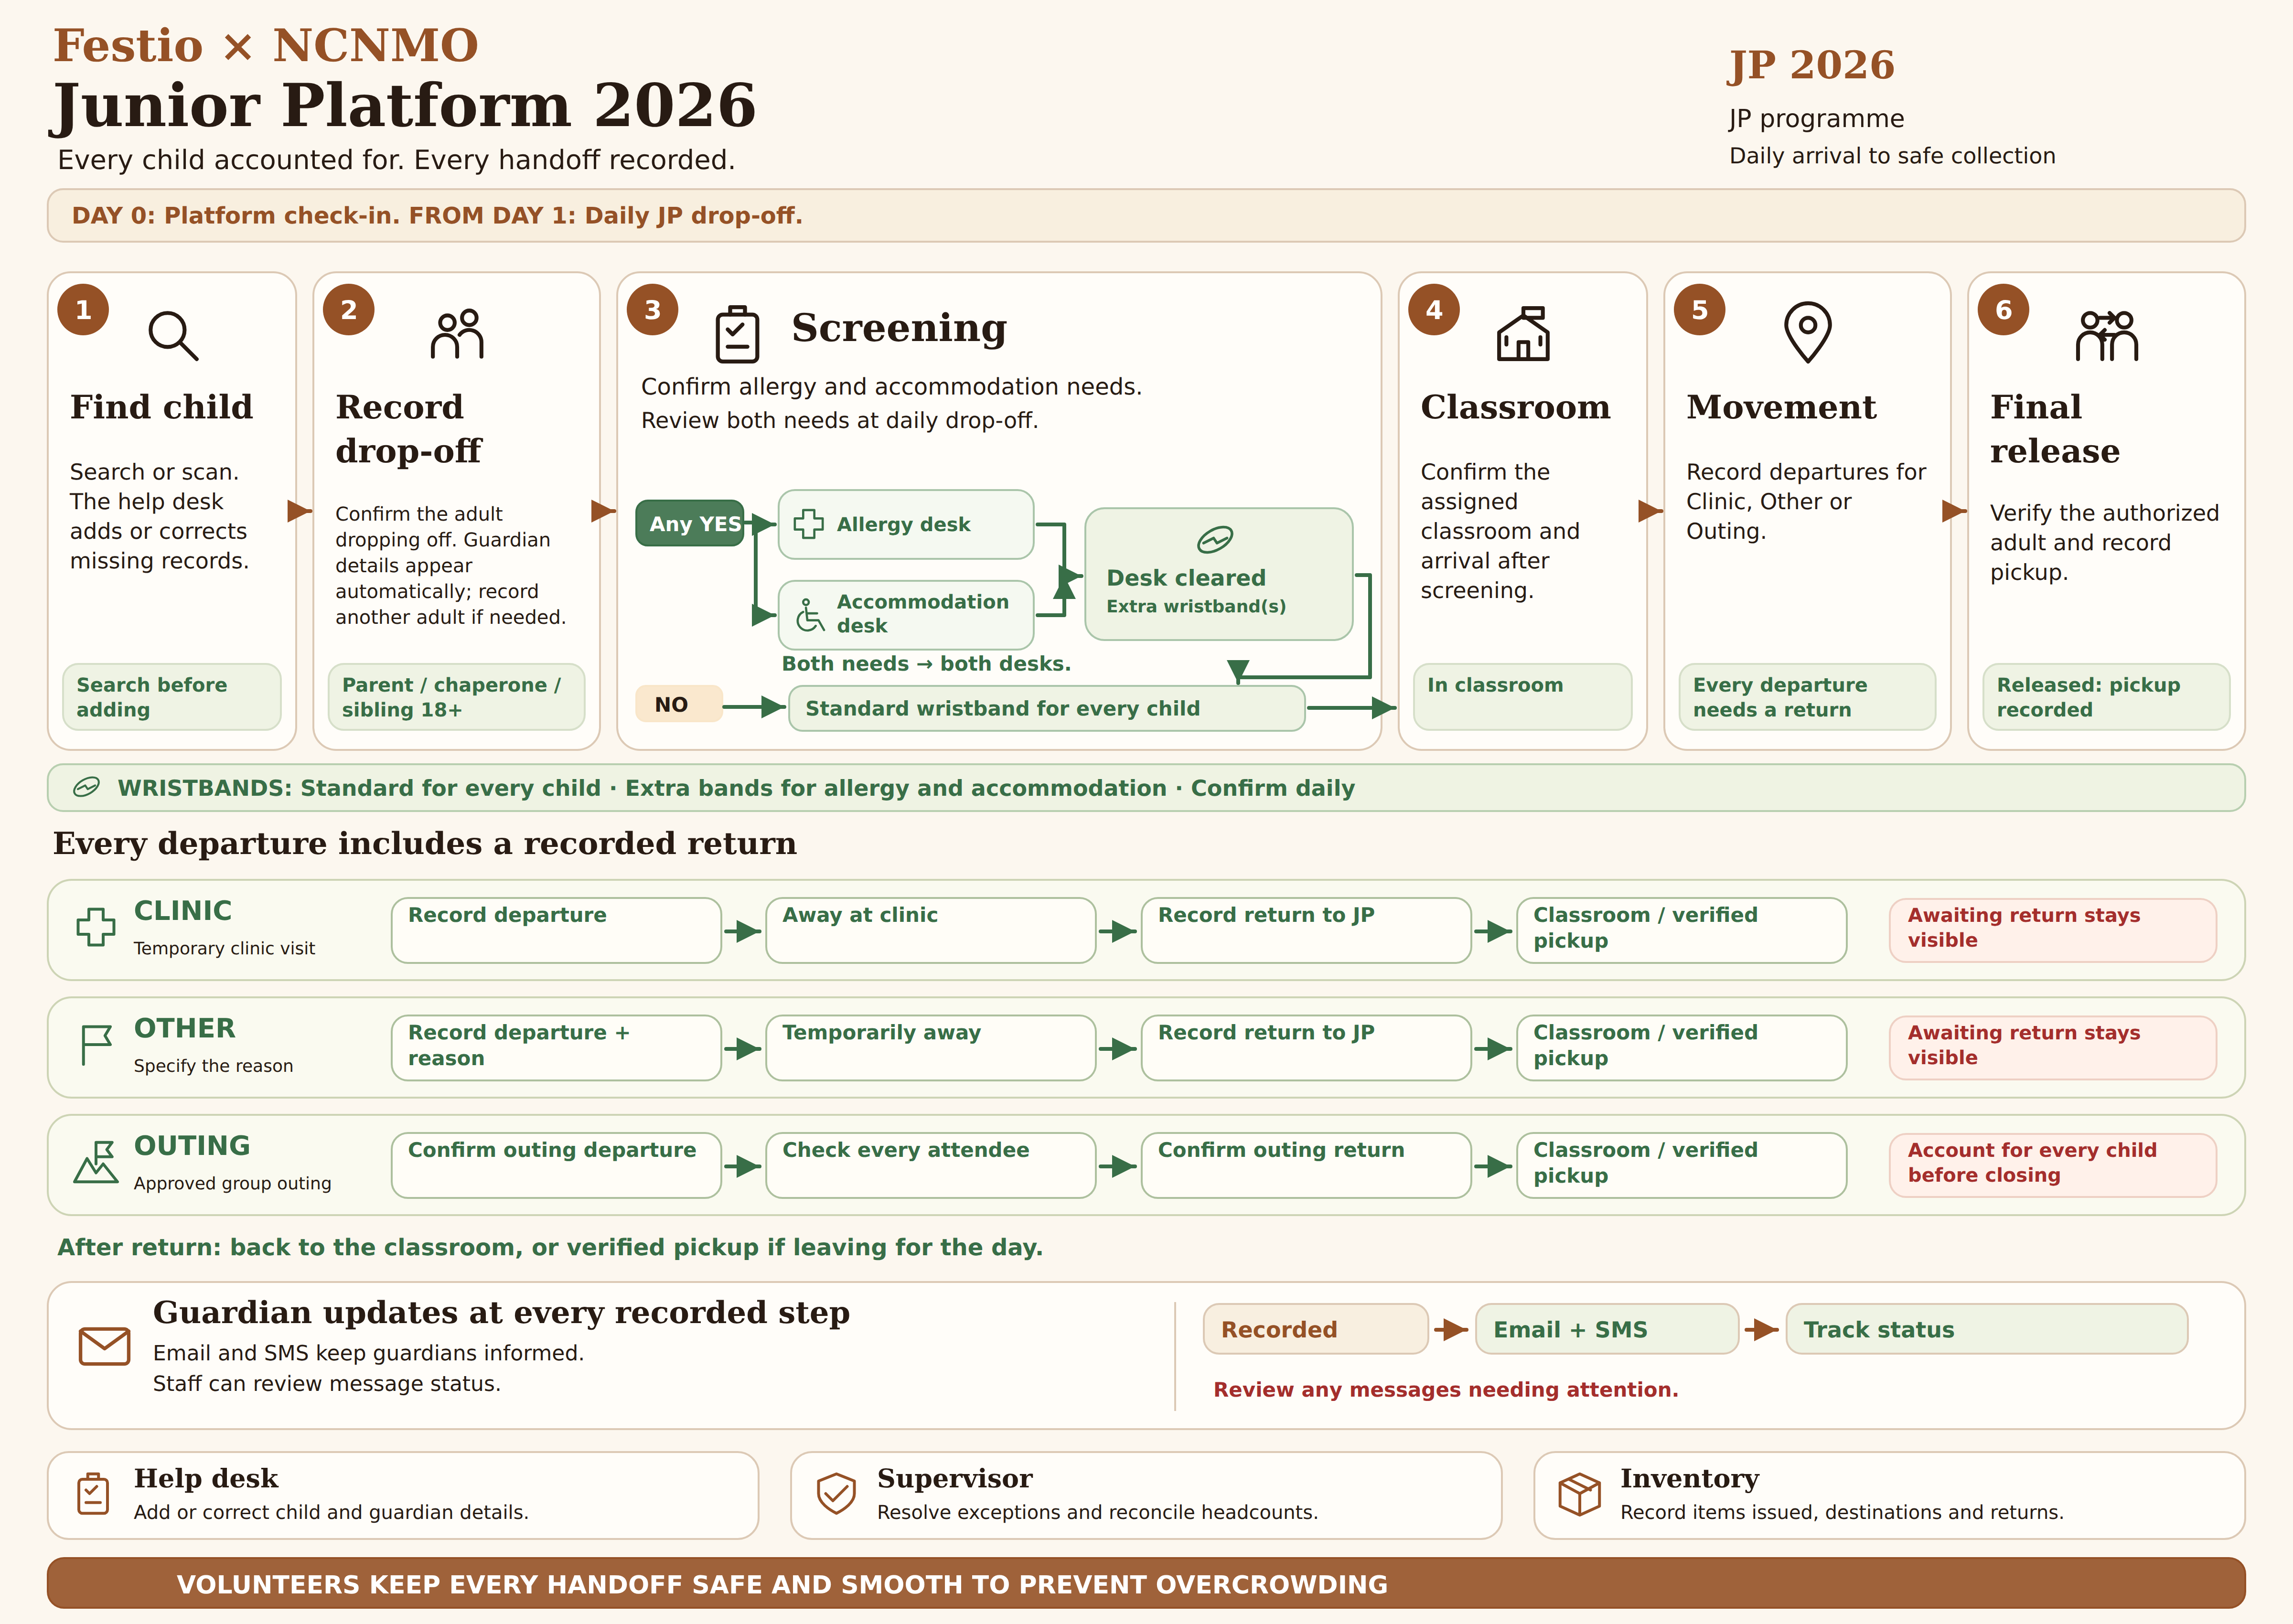 Festio × NCNMO
Junior Platform 2026
Every child accounted for. Every handoff recorded.
JP 2026
JP programme
Daily arrival to safe collection
DAY 0: Platform check-in. FROM DAY 1: Daily JP drop-off.
1
Find child
Search or scan.
The help desk
adds or corrects
missing records.
Search before
adding
2
Record
drop-off
Confirm the adult
dropping off. Guardian
details appear
automatically; record
another adult if needed.
Parent / chaperone /
sibling 18+
3
Screening
Confirm allergy and accommodation needs.
Review both needs at daily drop-off.
Any YES
Allergy desk
Accommodation
desk
Desk cleared
Extra wristband(s)
Both needs → both desks.
NO
Standard wristband for every child
4
Classroom
Confirm the
assigned
classroom and
arrival after
screening.
In classroom
5
Movement
Record departures for
Clinic, Other or
Outing.
Every departure
needs a return
6
Final
release
Verify the authorized
adult and record
pickup.
Released: pickup
recorded
WRISTBANDS: Standard for every child · Extra bands for allergy and accommodation · Confirm daily
Every departure includes a recorded return
CLINIC
Temporary clinic visit
Record departure
Away at clinic
Record return to JP
Classroom / verified
pickup
Awaiting return stays
visible
OTHER
Specify the reason
Record departure +
reason
Temporarily away
Record return to JP
Classroom / verified
pickup
Awaiting return stays
visible
OUTING
Approved group outing
Confirm outing departure
Check every attendee
Confirm outing return
Classroom / verified
pickup
Account for every child
before closing
After return: back to the classroom, or verified pickup if leaving for the day.
Guardian updates at every recorded step
Email and SMS keep guardians informed.
Staff can review message status.
Recorded
Email + SMS
Track status
Review any messages needing attention.
Help desk
Add or correct child and guardian details.
Supervisor
Resolve exceptions and reconcile headcounts.
Inventory
Record items issued, destinations and returns.
VOLUNTEERS KEEP EVERY HANDOFF SAFE AND SMOOTH TO PREVENT OVERCROWDING